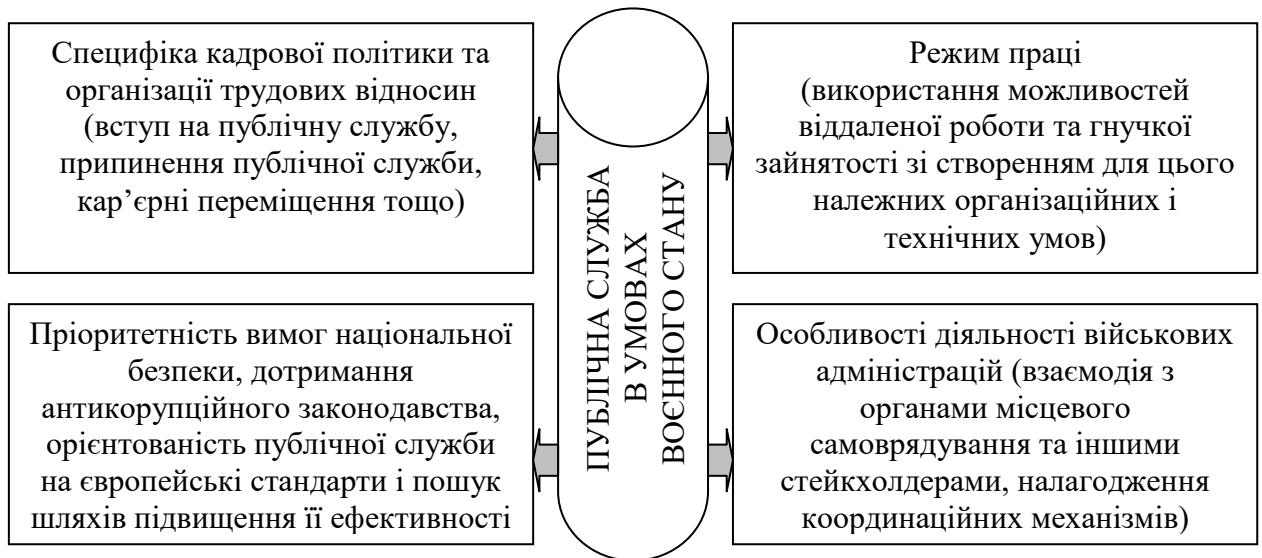 Специфіка кадрової політики та
організації трудових відносин
(вступ на публічну службу,
припинення публічної служби,
кар’єрні переміщення тощо)
Режим праці
(використання можливостей
віддаленої роботи та гнучкої
зайнятості зі створенням для цього
належних організаційних і
технічних умов)
ПУБЛІЧНА СЛУЖБА
В УМОВАХ
ВОЄННОГО СТАНУ
Пріоритетність вимог національної
безпеки, дотримання
антикорупційного законодавства,
орієнтованість публічної служби
на європейські стандарти і пошук
шляхів підвищення її ефективності
Особливості діяльності військових
адміністрацій (взаємодія з
органами місцевого
самоврядування та іншими
стейкхолдерами, налагодження
координаційних механізмів)